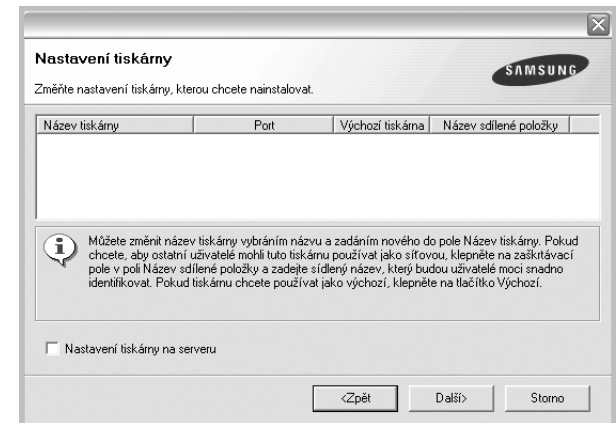 Nastavení tiskárny
SAMSUNG
Změňte nastavení tiskárny, kterou chcete nainstalovat.
Název tiskárny Port Výchozí tiskárna Název sdílené položky
Můžete změnit název tiskárny vybráním názvu a zadáním nového do pole Název tiskárny. Pokud
chcete, aby ostatní uživatelé mohli tuto tiskárnu používat jako síťovou, klepněte na zaškrtávací
pole v poli Název sdílené položky a zadejte sídlený název, který budou uživatelé moci snadno
identifikovat. Pokud tiskárnu chcete používat jako výchozí, klepněte na tlačítko Výchozí.
Nastavení tiskárny na serveru
<Zpět Další> Storno